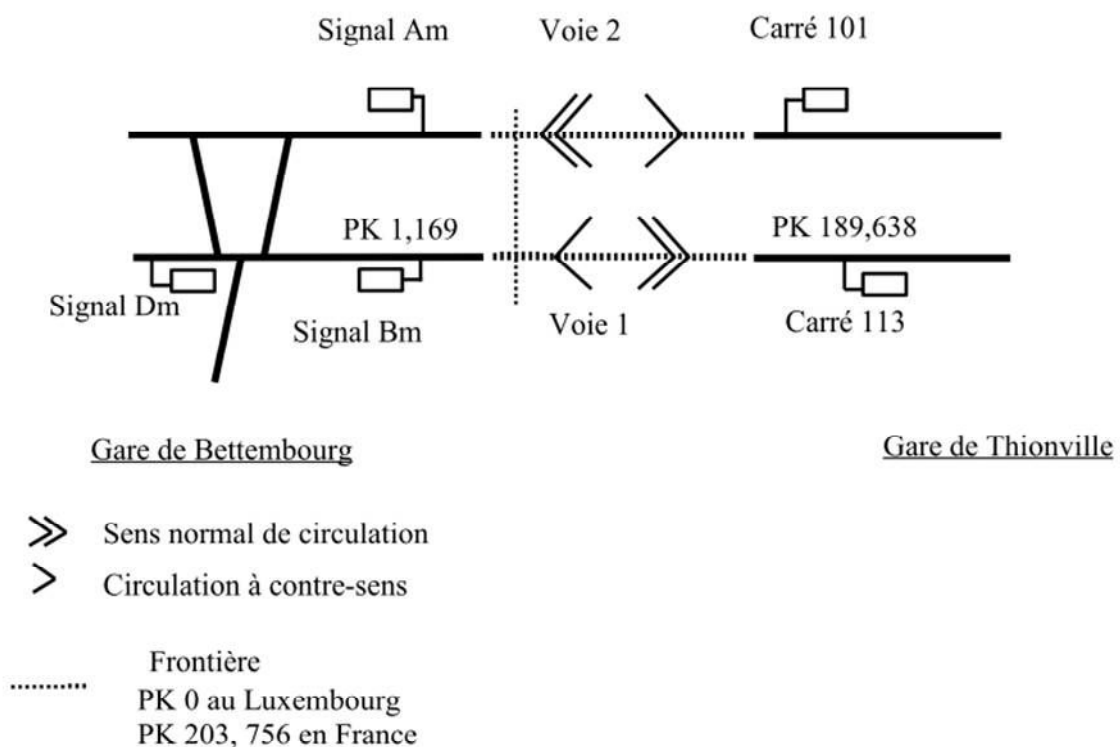 Signal Am
Voie 2
Carré 101
PK 1,169
PK 189,638
Signal Dm
Signal Bm
Voie 1
Carré 113
Gare de Bettembourg
Gare de Thionville
Sens normal de circulation
Circulation à contre-sens
Frontière
PK 0 au Luxembourg
PK 203, 756 en France